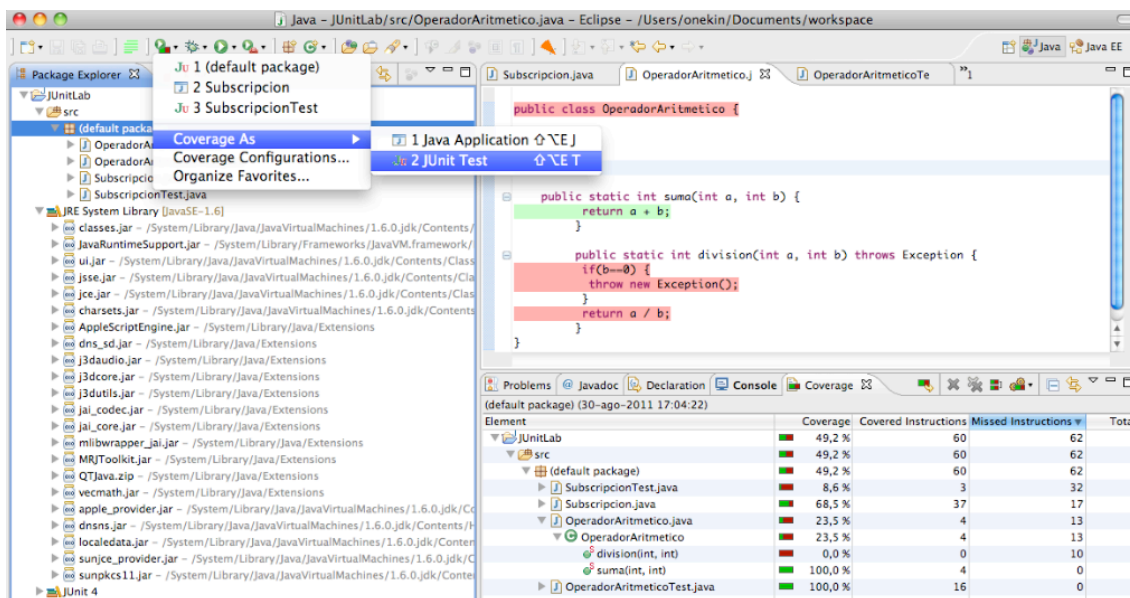 Java - JUnitLab/src/OperadorAritmetico.java - Eclipse - /Users/onekin/Documents/workspace
Java
Java EE
Package Explorer
JUnitLab
src
(default packa
OperadorA
OperadorA
Subscripcio
SubscripcionTest.java
JRE System Library [JavaSE-1.6]
classes.jar - /System/Library/Java/JavaVirtualMachines/1.6.0.jdk/Contents/
JavaRuntimeSupport.jar - /System/Library/Frameworks/JavaVM.framework/
ui.jar - /System/Library/Java/JavaVirtualMachines/1.6.0.jdk/Contents/Class
jsse.jar - /System/Library/Java/JavaVirtualMachines/1.6.0.jdk/Contents/Cla
jce.jar - /System/Library/Java/JavaVirtualMachines/1.6.0.jdk/Contents/Clas
charsets.jar - /System/Library/Java/JavaVirtualMachines/1.6.0.jdk/Contents
AppleScriptEngine.jar - /System/Library/Java/Extensions
dns_sd.jar - /System/Library/Java/Extensions
j3daudio.jar - /System/Library/Java/Extensions
j3dcore.jar - /System/Library/Java/Extensions
j3dutils.jar - /System/Library/Java/Extensions
jai_codec.jar - /System/Library/Java/Extensions
jai_core.jar - /System/Library/Java/Extensions
mlibwrapper_jai.jar - /System/Library/Java/Extensions
MRJToolkit.jar - /System/Library/Java/Extensions
QTJava.zip - /System/Library/Java/Extensions
vecmath.jar - /System/Library/Java/Extensions
apple_provider.jar - /System/Library/Java/JavaVirtualMachines/1.6.0.jdk/Co
dnsns.jar - /System/Library/Java/JavaVirtualMachines/1.6.0.jdk/Contents/H
localedata.jar - /System/Library/Java/JavaVirtualMachines/1.6.0.jdk/Conten
sunjce_provider.jar - /System/Library/Java/JavaVirtualMachines/1.6.0.jdk/C
sunpkcs11.jar - /System/Library/Java/JavaVirtualMachines/1.6.0.jdk/Conte
JUnit 4
Ju 1 (default package)
2 Subscripcion
Ju 3 SubscripcionTest
Coverage As
Coverage Configurations...
Organize Favorites...
1 Java Application ⇧⌥E J
Ju 2 JUnit Test ⇧⌥E T
Subscripcion.java
OperadorAritmetico.j
OperadorAritmeticoTe
»1
public class OperadorAritmetico {
public static int suma(int a, int b) {
return a + b;
}
public static int division(int a, int b) throws Exception {
if(b==0) {
throw new Exception();
}
return a / b;
}
}
Problems
@ Javadoc
Declaration
Console
Coverage
(default package) (30-ago-2011 17:04:22)
Element Coverage Covered Instructions Missed Instructions Tota
JUnitLab 49,2 % 60 62
src 49,2 % 60 62
(default package) 49,2 % 60 62
SubscripcionTest.java 8,6 % 3 32
Subscripcion.java 68,5 % 37 17
OperadorAritmetico.java 23,5 % 4 13
OperadorAritmetico 23,5 % 4 13
division(int, int) 0,0 % 0 10
suma(int, int) 100,0 % 4 0
OperadorAritmeticoTest.java 100,0 % 16 0